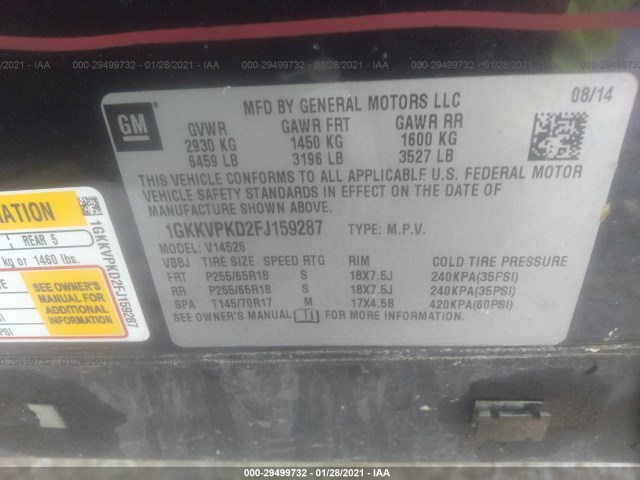 000-29499732 - 01/28/2021 - IAA
GM
MFD BY GENERAL MOTORS LLC
08/14
GVWR GAWR FRT GAWR RR
2930 KG 1450 KG 1600 KG
6459 LB 3196 LB 3527 LB
THIS VEHICLE CONFORMS TO ALL APPLICABLE U.S. FEDERAL MOTOR
VEHICLE SAFETY STANDARDS IN EFFECT ON THE DATE OF
MANUFACTURE SHOWN ABOVE.
1GKKVPKD2FJ159287 TYPE: M.P.V.
MODEL: V14526
VBBJ TIRE SIZE SPEED RTG RIM COLD TIRE PRESSURE
FRT P255/65R18 S 18X7.5J 240KPA(35PSI)
RR P255/65R18 S 18X7.5J 240KPA(35PSI)
SPA T145/70R17 M 17X4.5B 420KPA(60PSI)
SEE OWNER'S MANUAL FOR MORE INFORMATION.
MATION
REAR 5
kg or 1460 lbs.
SEE OWNER'S
MANUAL FOR
ADDITIONAL
INFORMATION
1GKKVPKD2FJ159287
000-29499732 - 01/28/2021 - IAA